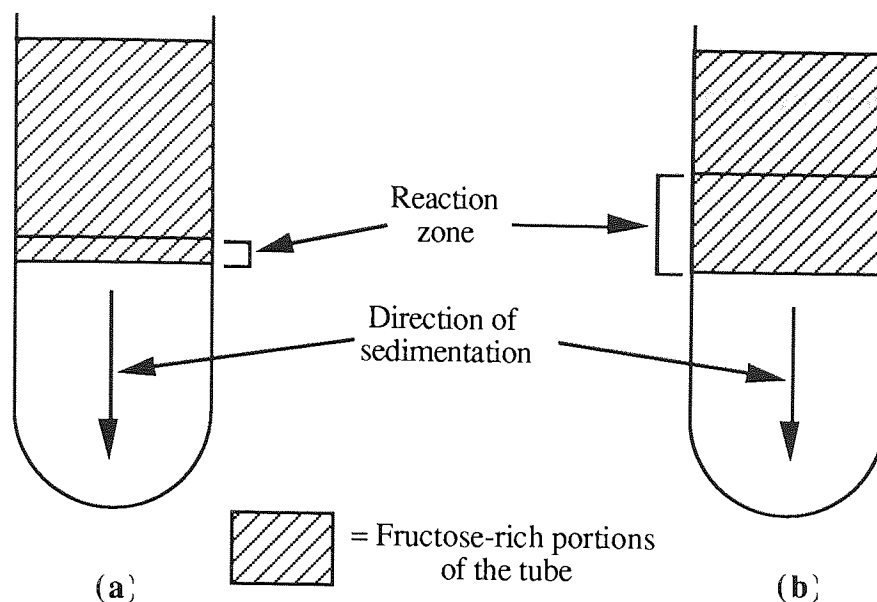 Reaction
zone
Direction of
sedimentation
= Fructose-rich portions
of the tube
(a)
(b)